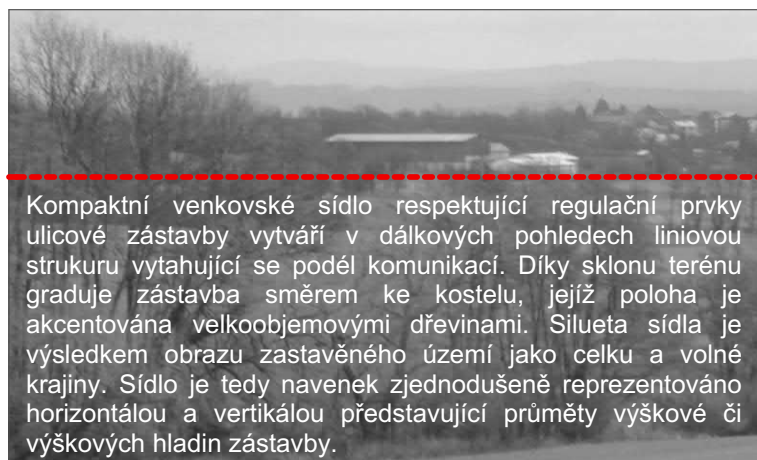 Kompaktní venkovské sídlo respektující regulační prvky
ulicové zástavby vytváří v dálkových pohledech liniovou
strukuru vytahující se podél komunikací. Díky sklonu terénu
graduje zástavba směrem ke kostelu, jejíž poloha je
akcentována velkoobjemovými dřevinami. Silueta sídla je
výsledkem obrazu zastavěného území jako celku a volné
krajiny. Sídlo je tedy navenek zjednodušeně reprezentováno
horizontálou a vertikálou představující průměty výškové či
výškových hladin zástavby.